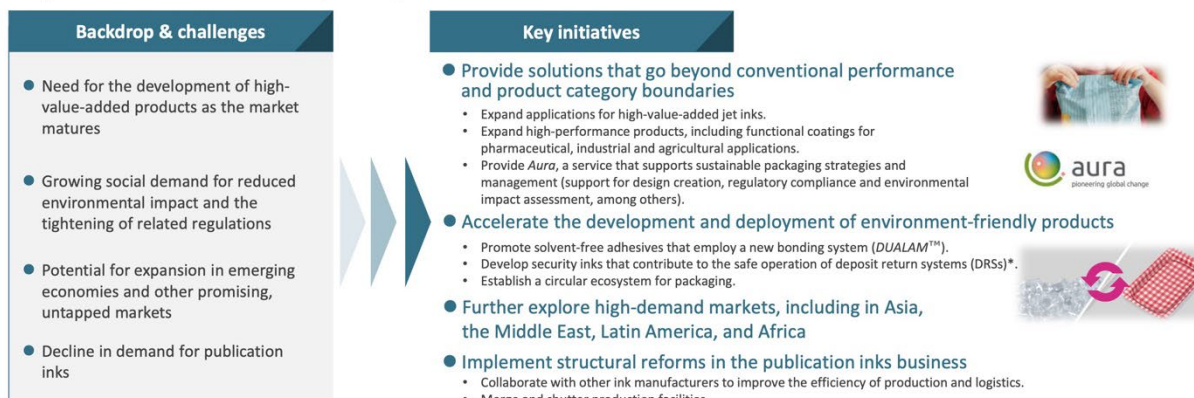 Backdrop & challenges
● Need for the development of high-
value-added products as the market
matures
● Growing social demand for reduced
environmental impact and the
tightening of related regulations
● Potential for expansion in emerging
economies and other promising,
untapped markets
● Decline in demand for publication
inks
Key initiatives
● Provide solutions that go beyond conventional performance
and product category boundaries
• Expand applications for high-value-added jet inks.
• Expand high-performance products, including functional coatings for
pharmaceutical, industrial and agricultural applications.
• Provide Aura, a service that supports sustainable packaging strategies and
management (support for design creation, regulatory compliance and environmental
impact assessment, among others).
aura
pioneering global change
● Accelerate the development and deployment of environment-friendly products
• Promote solvent-free adhesives that employ a new bonding system (DUALAM™).
• Develop security inks that contribute to the safe operation of deposit return systems (DRSs)*.
• Establish a circular ecosystem for packaging.
● Further explore high-demand markets, including in Asia,
the Middle East, Latin America, and Africa
● Implement structural reforms in the publication inks business
• Collaborate with other ink manufacturers to improve the efficiency of production and logistics.
• Merge and shutter production facilities.